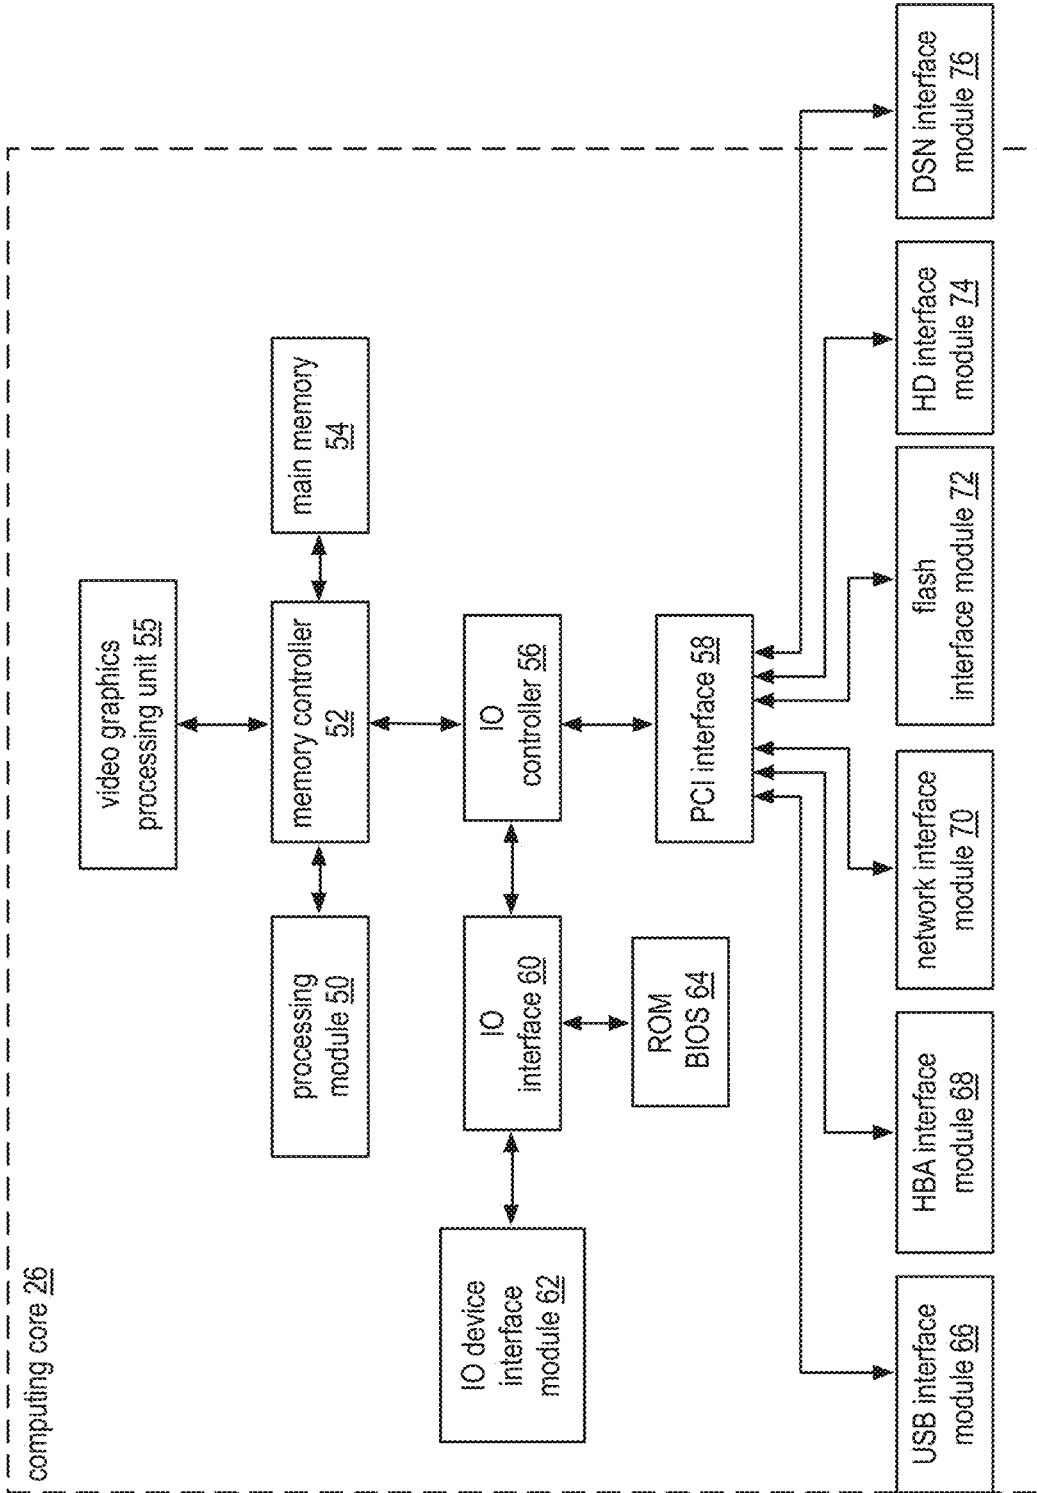 computing core 26
video graphics
processing unit 55
processing
module 50
memory controller
52
main memory
54
IO device
interface
module 62
IO
interface 60
IO
controller 56
ROM
BIOS 64
PCI interface 58
USB interface
module 66
HBA interface
module 68
network interface
module 70
flash
interface module 72
HD interface
module 74
DSN interface
module 76